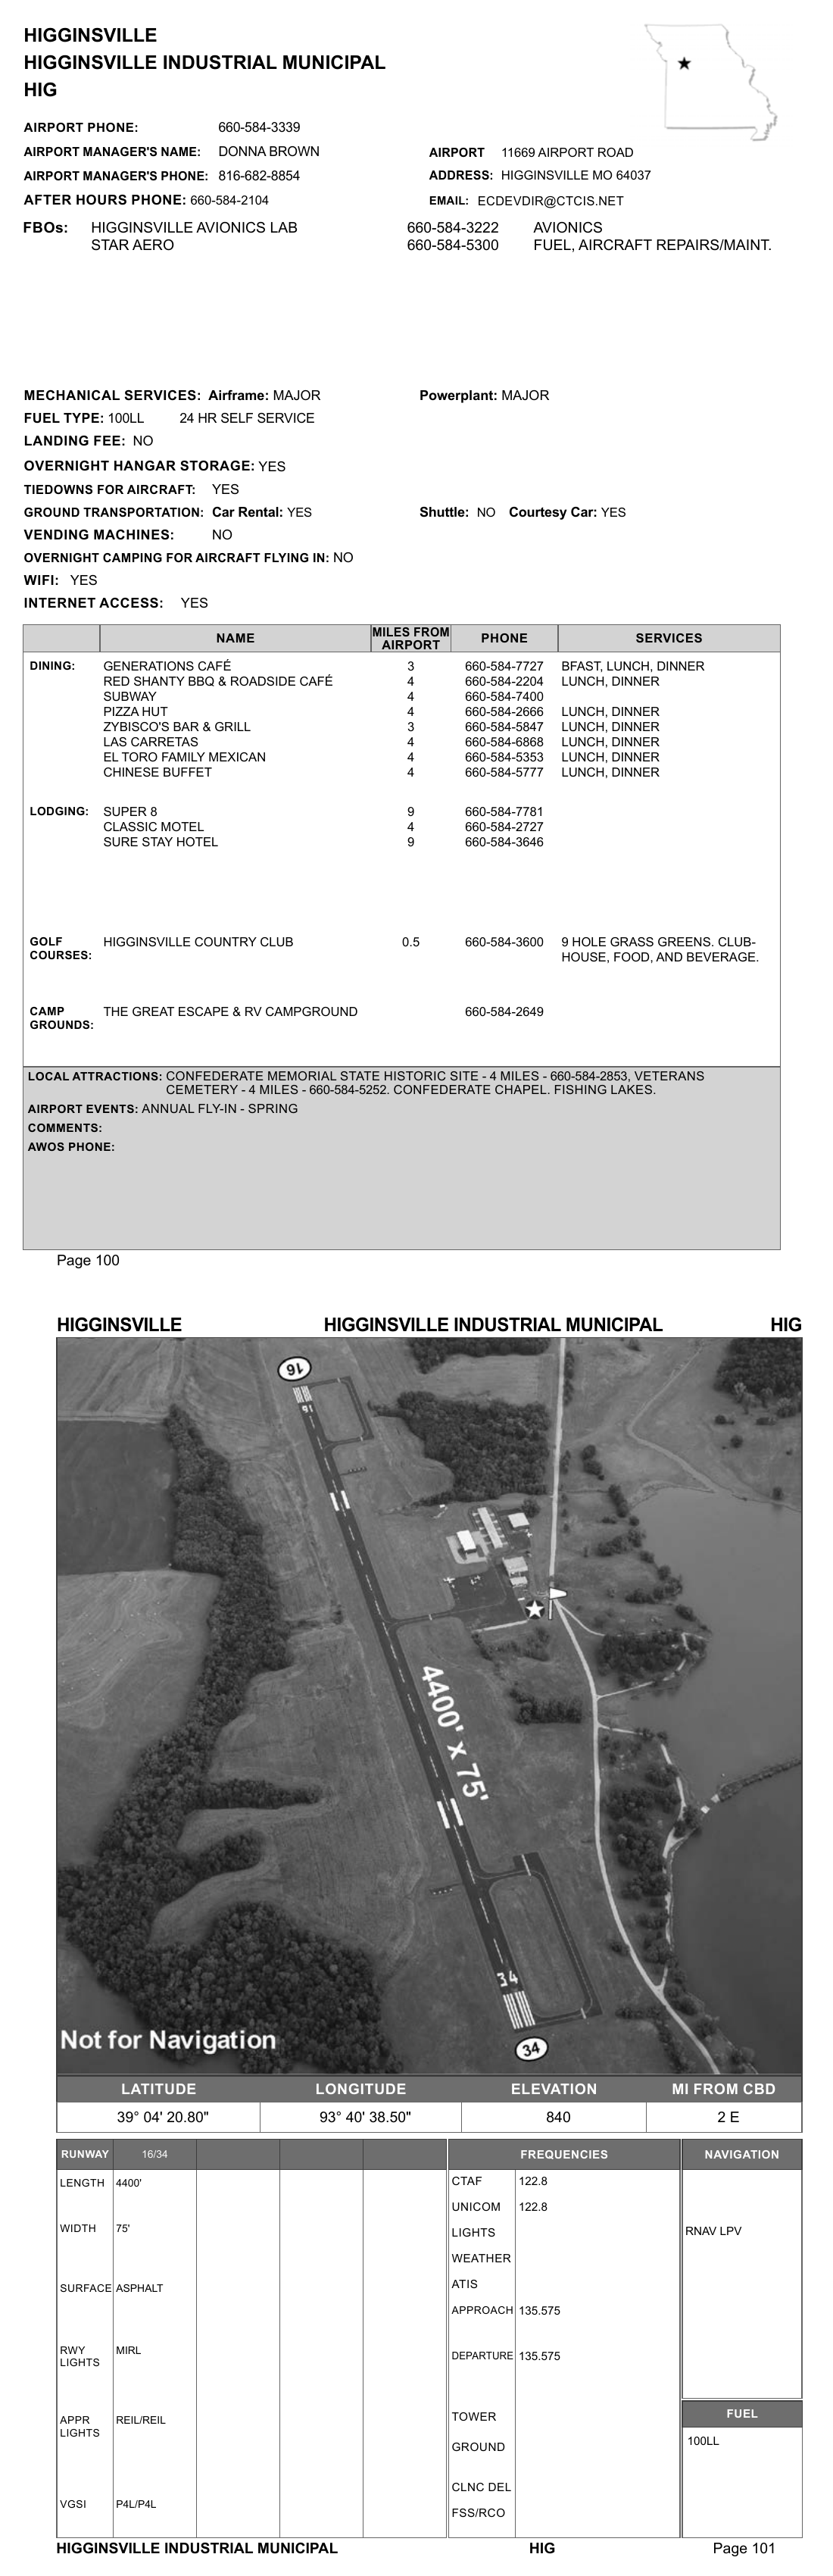 HIGGINSVILLE
HIGGINSVILLE INDUSTRIAL MUNICIPAL
HIG
AIRPORT PHONE: 660-584-3339
AIRPORT MANAGER'S NAME: DONNA BROWN
AIRPORT 11669 AIRPORT ROAD
AIRPORT MANAGER'S PHONE: 816-682-8854
ADDRESS: HIGGINSVILLE MO 64037
AFTER HOURS PHONE: 660-584-2104
EMAIL: ECDEVDIR@CTCIS.NET
FBOs: HIGGINSVILLE AVIONICS LAB 660-584-3222 AVIONICS
STAR AERO 660-584-5300 FUEL, AIRCRAFT REPAIRS/MAINT.
MECHANICAL SERVICES: Airframe: MAJOR Powerplant: MAJOR
FUEL TYPE: 100LL 24 HR SELF SERVICE
LANDING FEE: NO
OVERNIGHT HANGAR STORAGE: YES
TIEDOWNS FOR AIRCRAFT: YES
GROUND TRANSPORTATION: Car Rental: YES Shuttle: NO Courtesy Car: YES
VENDING MACHINES: NO
OVERNIGHT CAMPING FOR AIRCRAFT FLYING IN: NO
WIFI: YES
INTERNET ACCESS: YES
NAME MILES FROM AIRPORT PHONE SERVICES
DINING: GENERATIONS CAFÉ 3 660-584-7727 BFAST, LUNCH, DINNER
RED SHANTY BBQ & ROADSIDE CAFÉ 4 660-584-2204 LUNCH, DINNER
SUBWAY 4 660-584-7400
PIZZA HUT 4 660-584-2666 LUNCH, DINNER
ZYBISCO'S BAR & GRILL 3 660-584-5847 LUNCH, DINNER
LAS CARRETAS 4 660-584-6868 LUNCH, DINNER
EL TORO FAMILY MEXICAN 4 660-584-5353 LUNCH, DINNER
CHINESE BUFFET 4 660-584-5777 LUNCH, DINNER
LODGING: SUPER 8 9 660-584-7781
CLASSIC MOTEL 4 660-584-2727
SURE STAY HOTEL 9 660-584-3646
GOLF COURSES: HIGGINSVILLE COUNTRY CLUB 0.5 660-584-3600 9 HOLE GRASS GREENS. CLUB-
HOUSE, FOOD, AND BEVERAGE.
CAMP GROUNDS: THE GREAT ESCAPE & RV CAMPGROUND 660-584-2649
LOCAL ATTRACTIONS: CONFEDERATE MEMORIAL STATE HISTORIC SITE - 4 MILES - 660-584-2853, VETERANS
CEMETERY - 4 MILES - 660-584-5252. CONFEDERATE CHAPEL. FISHING LAKES.
AIRPORT EVENTS: ANNUAL FLY-IN - SPRING
COMMENTS:
AWOS PHONE:
Page 100
HIGGINSVILLE HIGGINSVILLE INDUSTRIAL MUNICIPAL HIG
16
16
4400' x 75'
34
34
Not for Navigation
LATITUDE LONGITUDE ELEVATION MI FROM CBD
39° 04' 20.80" 93° 40' 38.50" 840 2 E
RUNWAY 16/34
LENGTH 4400'
WIDTH 75'
SURFACE ASPHALT
RWY LIGHTS MIRL
APPR LIGHTS REIL/REIL
VGSI P4L/P4L
FREQUENCIES
CTAF 122.8
UNICOM 122.8
LIGHTS
WEATHER
ATIS
APPROACH 135.575
DEPARTURE 135.575
TOWER
GROUND
CLNC DEL
FSS/RCO
NAVIGATION
RNAV LPV
FUEL
100LL
HIGGINSVILLE INDUSTRIAL MUNICIPAL HIG Page 101